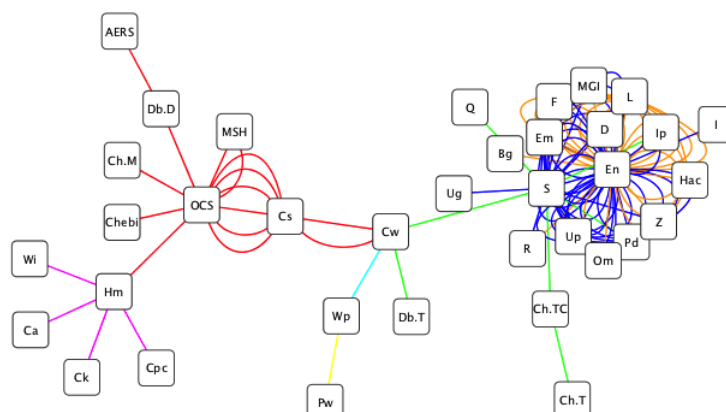 AERS
MGI
L
F
Q
Db.D
I
MSH
D
Ip
Em
Bg
Ch.M
En
Hac
S
Ug
OCS
Cs
Chebi
Z
Cw
Up
Pd
R
Om
Wi
Hm
Ch.TC
Wp
Db.T
Ca
Cpc
Ck
Pw
Ch.T